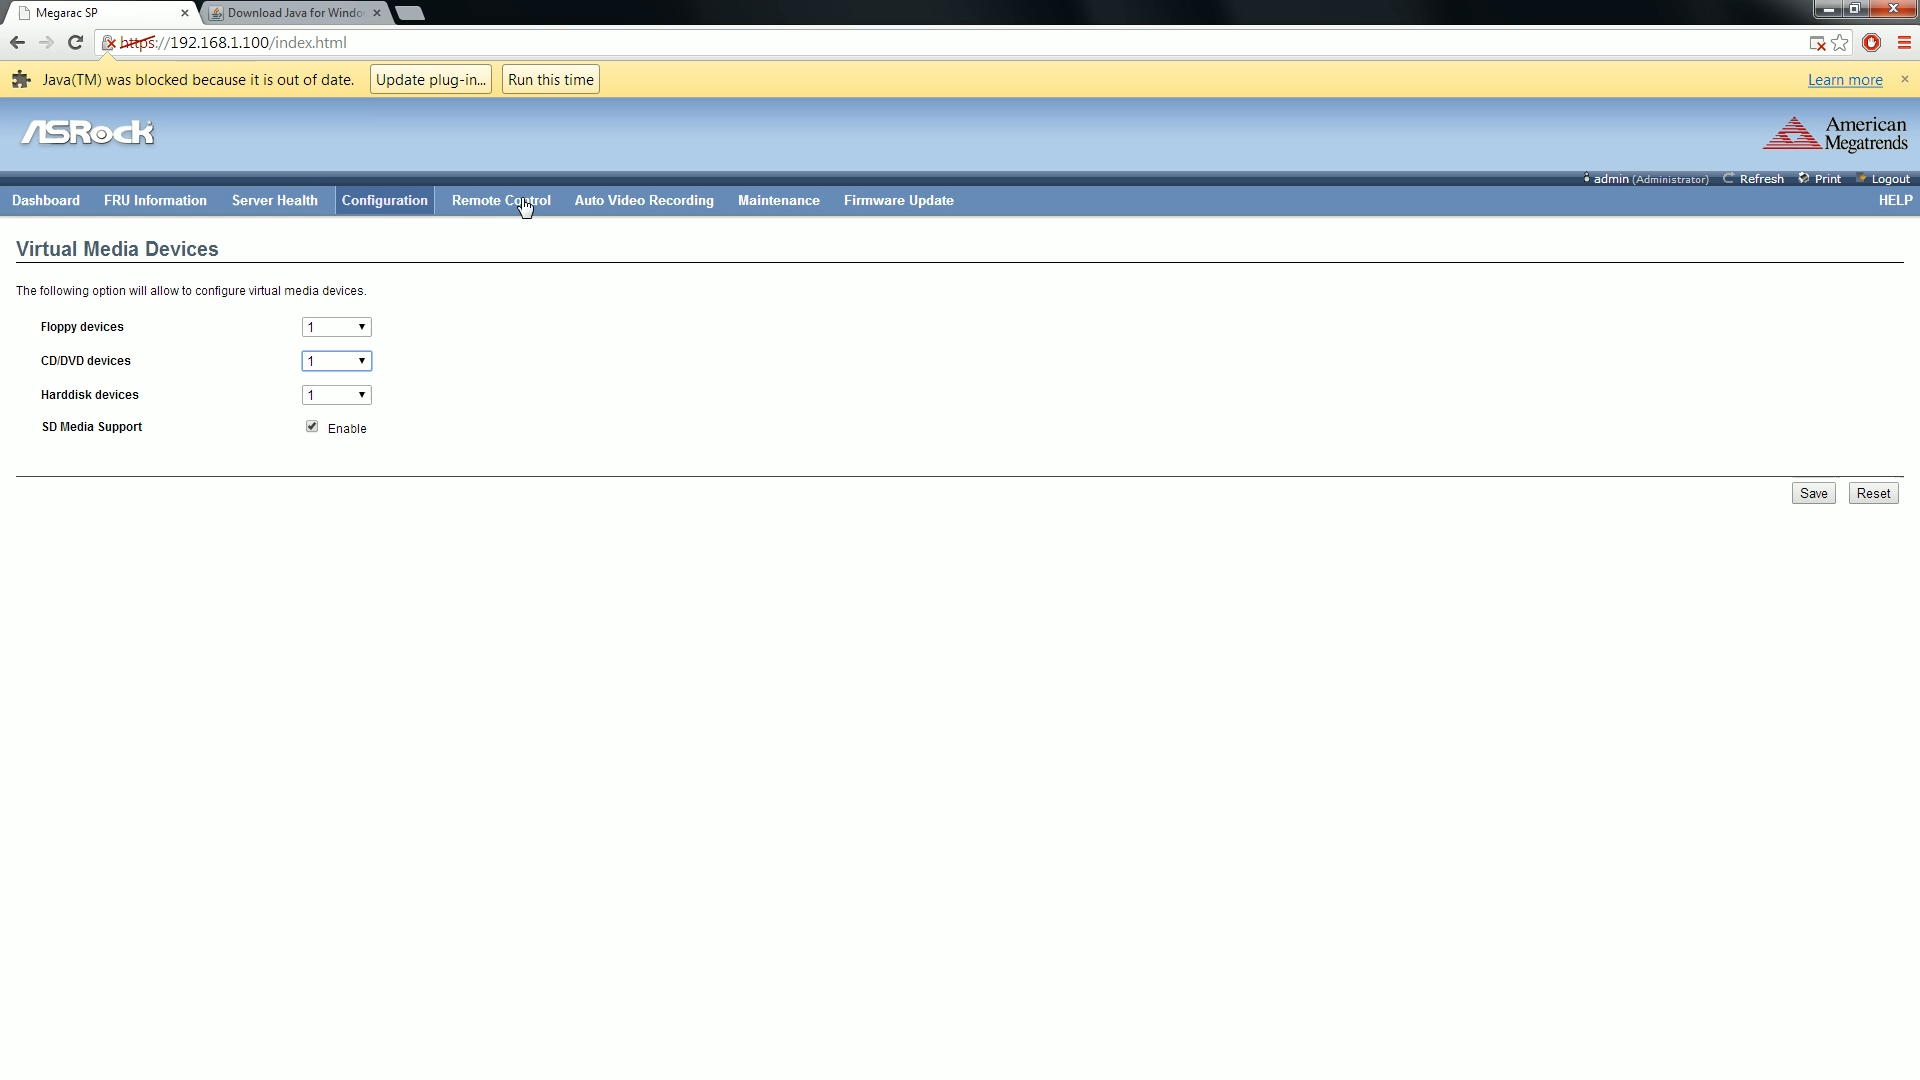 Megarac SP
Download Java for Windo
https://192.168.1.100/index.html
Java(TM) was blocked because it is out of date. Update plug-in... Run this time Learn more
ASRock
American
Megatrends
admin (Administrator) Refresh Print Logout
Dashboard FRU Information Server Health Configuration Remote Control Auto Video Recording Maintenance Firmware Update HELP
Virtual Media Devices
The following option will allow to configure virtual media devices.
Floppy devices 1
CD/DVD devices 1
Harddisk devices 1
SD Media Support Enable
Save Reset